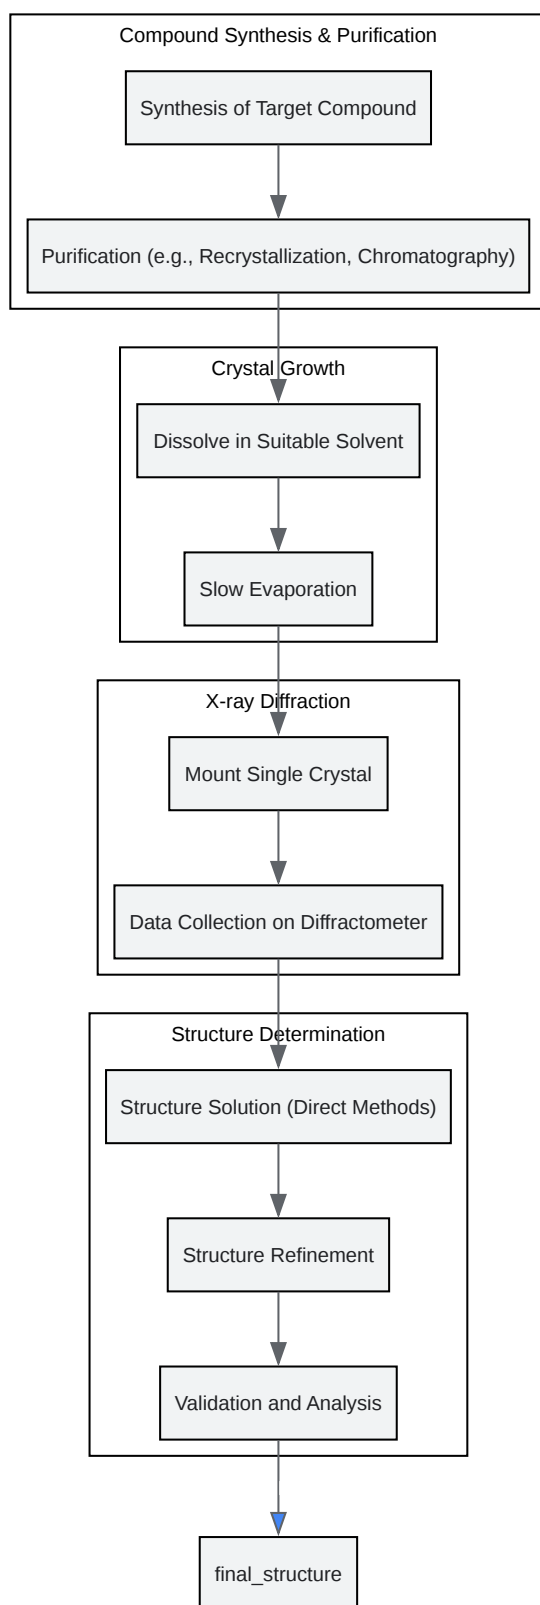 Compound Synthesis & Purification
Synthesis of Target Compound
Purification (e.g., Recrystallization, Chromatography)
Crystal Growth
Dissolve in Suitable Solvent
Slow Evaporation
X-ray Diffraction
Mount Single Crystal
Data Collection on Diffractometer
Structure Determination
Structure Solution (Direct Methods)
Structure Refinement
Validation and Analysis
final_structure